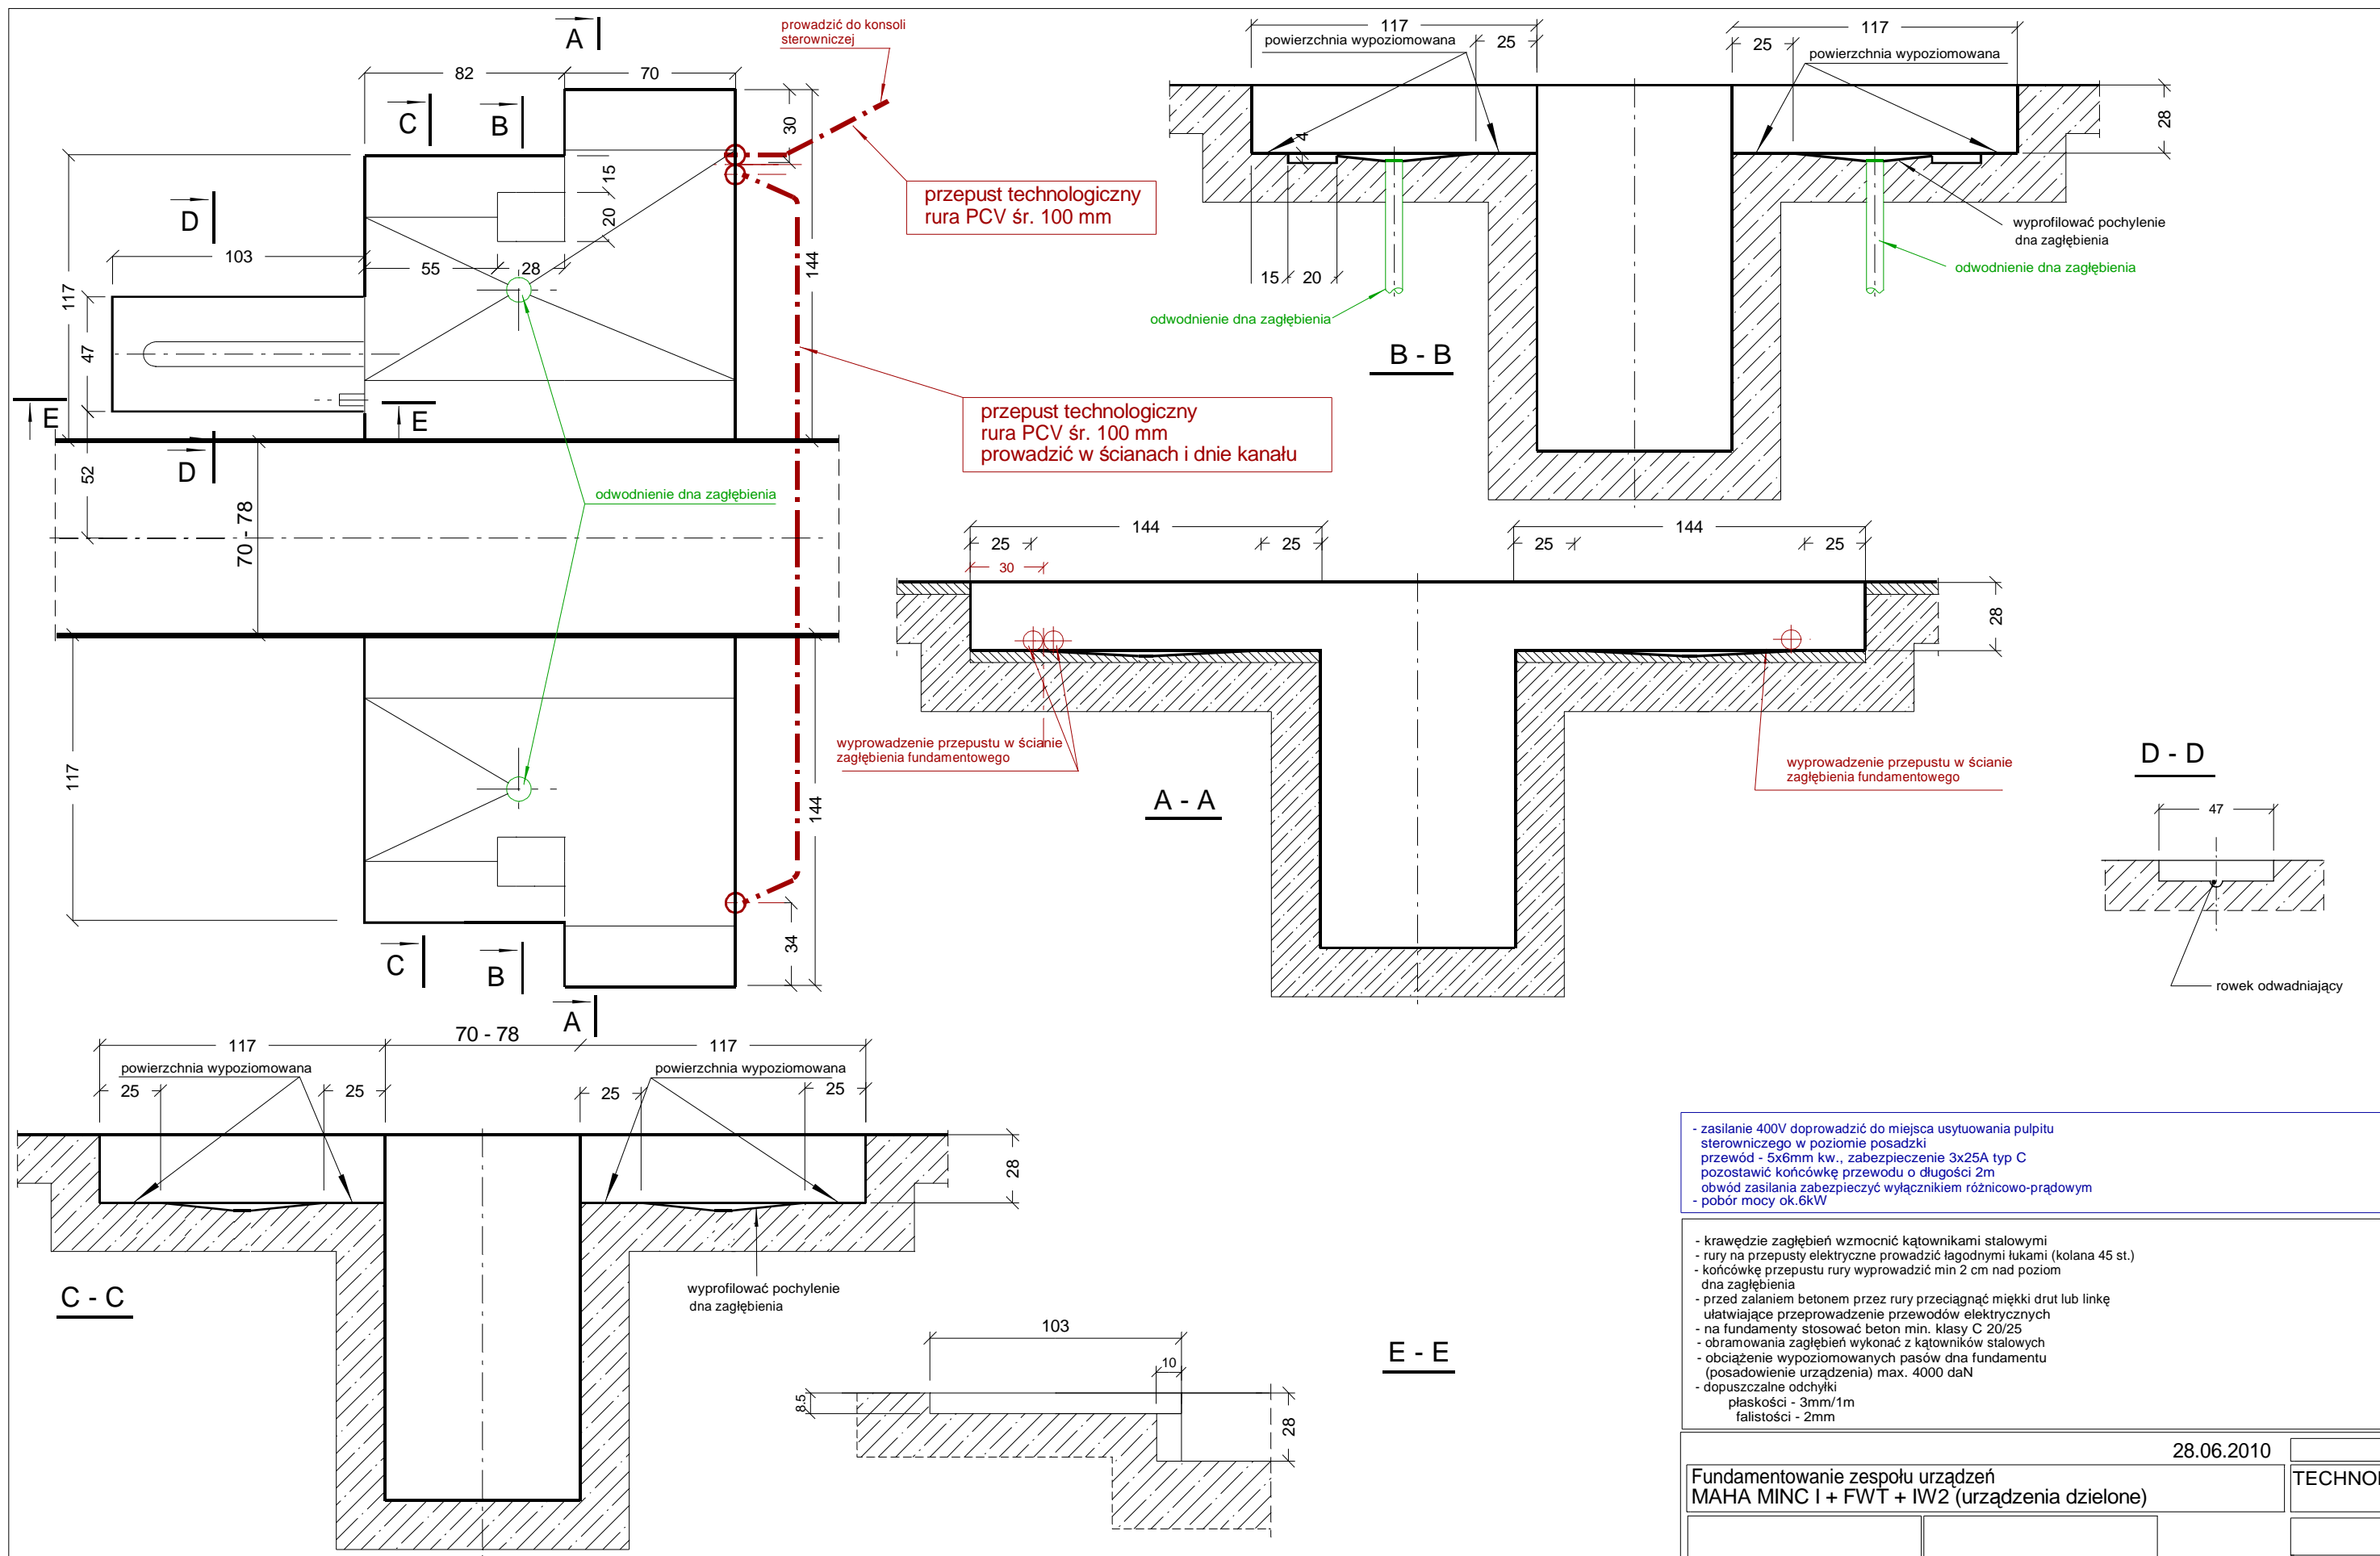 A
prowadzić do konsoli
sterowniczej
82
70
C
B
30
15
20
D
103
55
28
117
47
144
E
E
52
D
70 - 78
odwodnienie dna zagłębienia
przepust technologiczny
rura PCV śr. 100 mm
przepust technologiczny
rura PCV śr. 100 mm
prowadzić w ścianach i dnie kanału
117
144
34
C
B
A
117
117
powierzchnia wypoziomowana
25
25
powierzchnia wypoziomowana
28
4
wyprofilować pochylenie
dna zagłębienia
15
20
odwodnienie dna zagłębienia
odwodnienie dna zagłębienia
B - B
144
144
25
25
25
25
30
28
wyprowadzenie przepustu w ścianie
zagłębienia fundamentowego
wyprowadzenie przepustu w ścianie
zagłębienia fundamentowego
A - A
D - D
47
rowek odwadniający
117
70 - 78
117
powierzchnia wypoziomowana
powierzchnia wypoziomowana
25
25
25
25
28
wyprofilować pochylenie
dna zagłębienia
C - C
103
10
8.5
28
E - E
- zasilanie 400V doprowadzić do miejsca usytuowania pulpitu
sterowniczego w poziomie posadzki
przewód - 5x6mm kw., zabezpieczenie 3x25A typ C
pozostawić końcówkę przewodu o długości 2m
obwód zasilania zabezpieczyć wyłącznikiem różnicowo-prądowym
- pobór mocy ok.6kW
- krawędzie zagłębień wzmocnić kątownikami stalowymi
- rury na przepusty elektryczne prowadzić łagodnymi łukami (kolana 45 st.)
- końcówkę przepustu rury wyprowadzić min 2 cm nad poziom
dna zagłębienia
- przed zalaniem betonem przez rury przeciągnąć miękki drut lub linkę
ułatwiające przeprowadzenie przewodów elektrycznych
- na fundamenty stosować beton min. klasy C 20/25
- obramowania zagłębień wykonać z kątowników stalowych
- obciążenie wypoziomowanych pasów dna fundamentu
(posadowienie urządzenia) max. 4000 daN
- dopuszczalne odchyłki
płaskości - 3mm/1m
falistości - 2mm
28.06.2010
Fundamentowanie zespołu urządzeń
MAHA MINC I + FWT + IW2 (urządzenia dzielone)